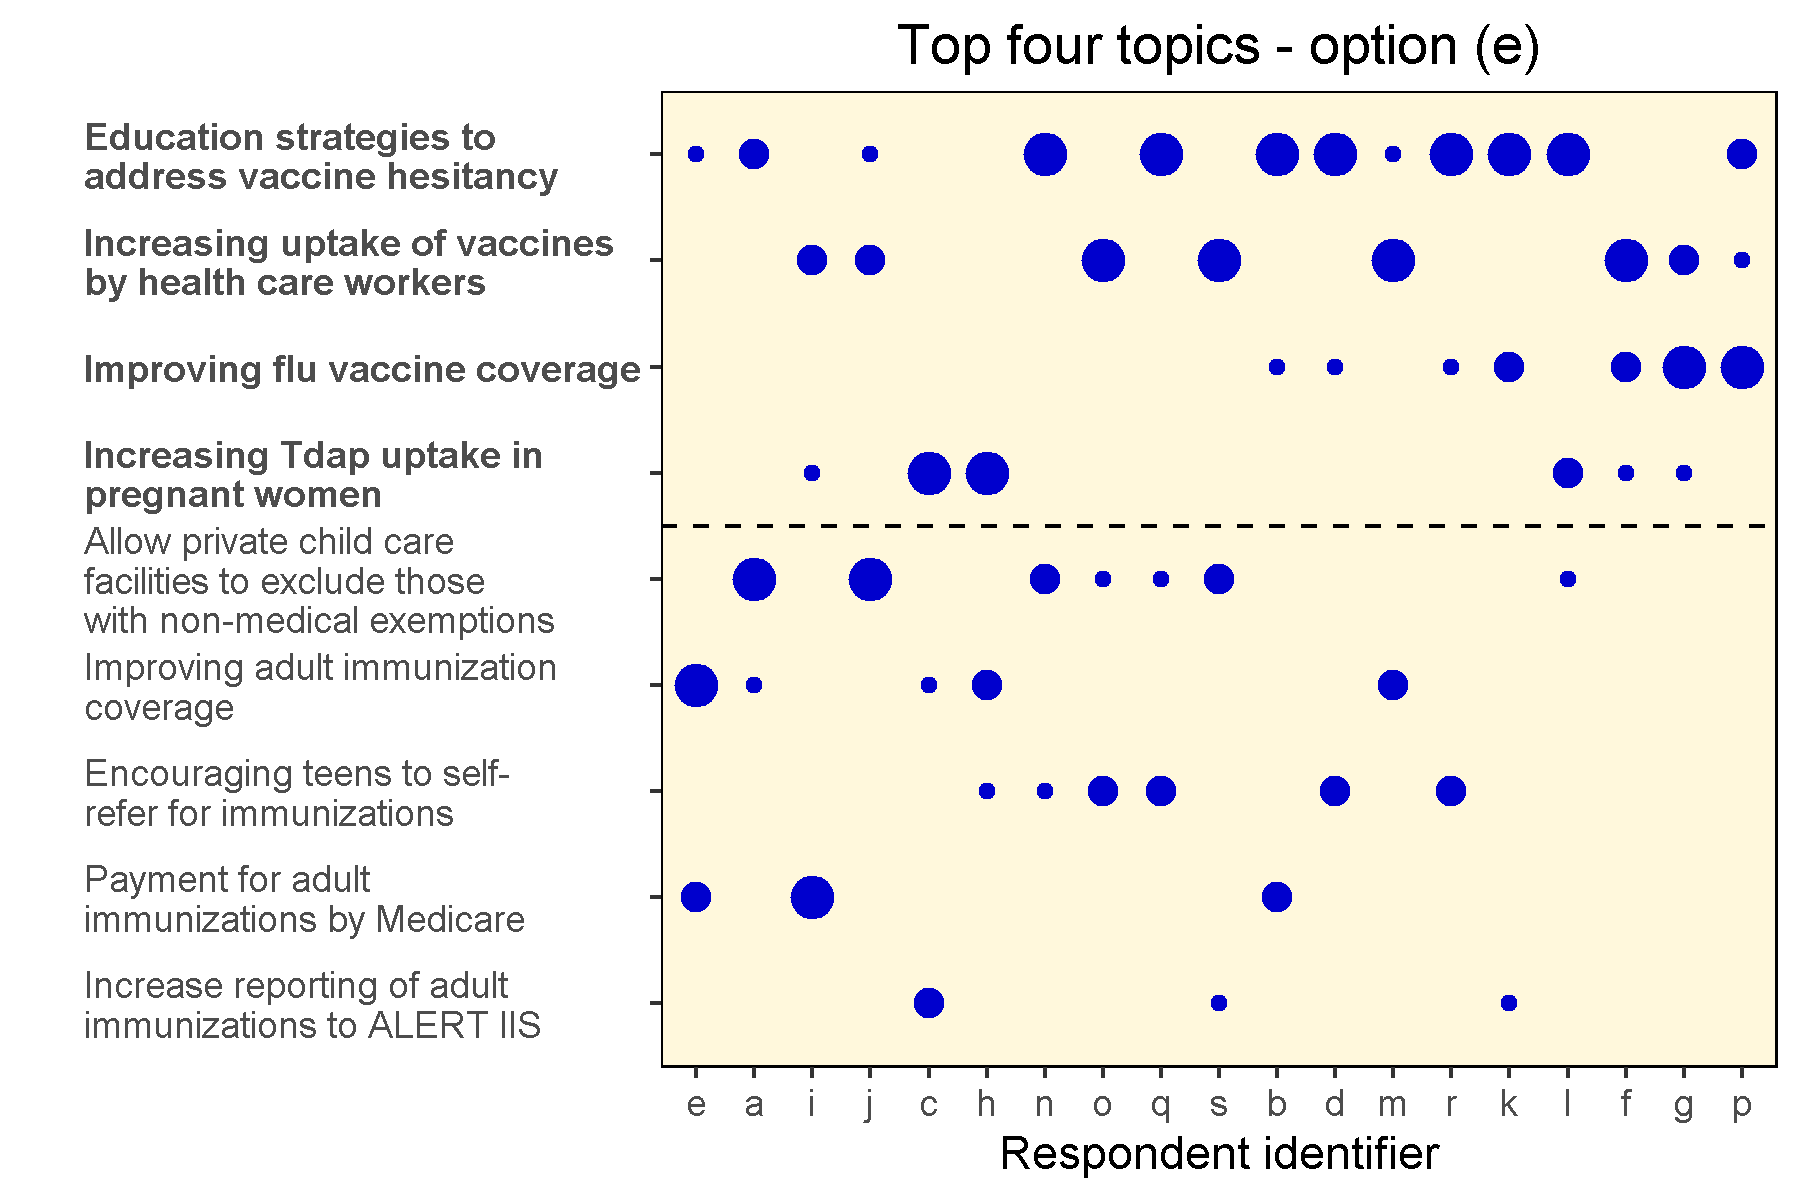 Top four topics - option (e)
Education strategies to
address vaccine hesitancy
Increasing uptake of vaccines
by health care workers
Improving flu vaccine coverage
Increasing Tdap uptake in
pregnant women
Allow private child care
facilities to exclude those
with non-medical exemptions
Improving adult immunization
coverage
Encouraging teens to self-
refer for immunizations
Payment for adult
immunizations by Medicare
Increase reporting of adult
immunizations to ALERT IIS
e a i j c h n o q s b d m r k l f g p
Respondent identifier